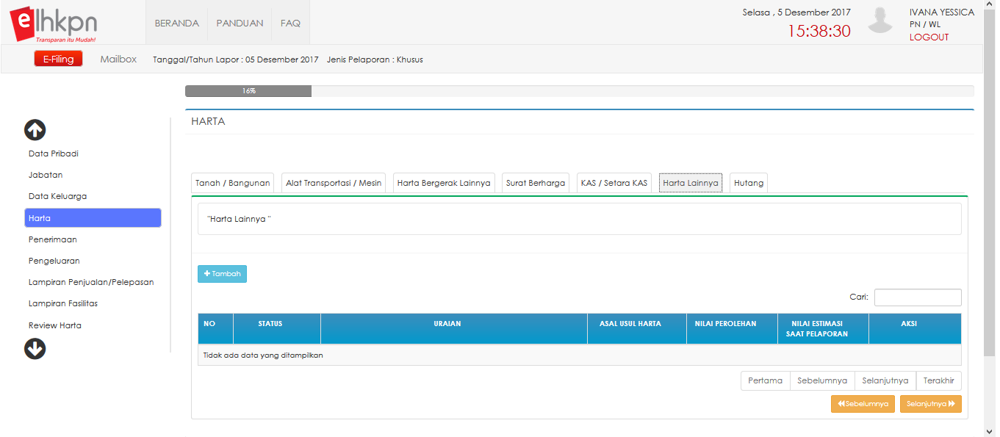 elhkpn
Transparan itu Mudah!
BERANDA PANDUAN FAQ
Selasa , 5 Desember 2017
15:38:30
IVANA YESSICA
PN / WL
LOGOUT
E-Filing Mailbox Tanggal/Tahun Lapor : 05 Desember 2017 Jenis Pelaporan : Khusus
16%
HARTA
Data Pribadi
Jabatan
Data Keluarga
Harta
Penerimaan
Pengeluaran
Lampiran Penjualan/Pelepasan
Lampiran Fasilitas
Review Harta
Tanah / Bangunan Alat Transportasi / Mesin Harta Bergerak Lainnya Surat Berharga KAS / Setara KAS Harta Lainnya Hutang
"Harta Lainnya "
Tambah
Cari:
NO STATUS URAIAN ASAL USUL HARTA NILAI PEROLEHAN NILAI ESTIMASI SAAT PELAPORAN AKSI
Tidak ada data yang ditampilkan
Pertama Sebelumnya Selanjutnya Terakhir
Sebelumnya Selanjutnya